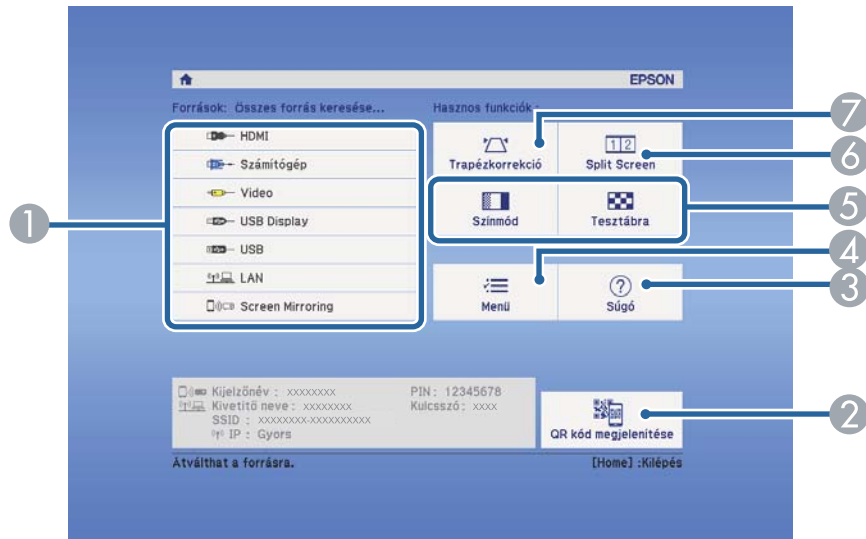 EPSON
Források: Összes forrás keresése...
Hasznos funkciók:
HDMI
Számítógép
Video
USB Display
USB
LAN
Screen Mirroring
Trapézkorrekció
Split Screen
1 2
Színmód
Tesztábra
Menü
Súgó
?
Kijelzőnév : xxxxxxxx
PIN: 12345678
Kivetítő neve: xxxxxxxx
Kulcsszó: xxxx
SSID : xxxxxxxx-xxxxxxxxxx
IP : Gyors
QR kód megjelenítése
Átválthat a forrásra.
[Home] :Kilépés
1
7
6
5
4
3
2